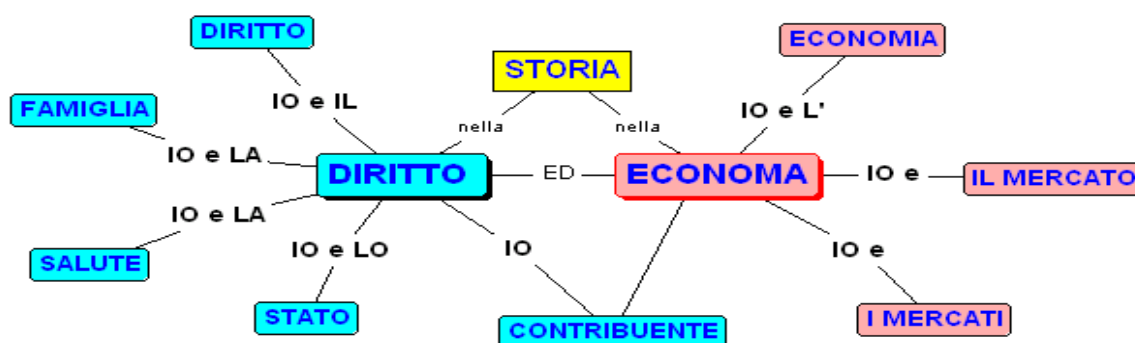 DIRITTO
ECONOMIA
STORIA
FAMIGLIA
IO e IL
IO e L'
nella
nella
IO e LA
DIRITTO
ED
ECONOMA
IO e
IL MERCATO
IO e LA
SALUTE
IO e LO
IO
IO e
STATO
CONTRIBUENTE
I MERCATI